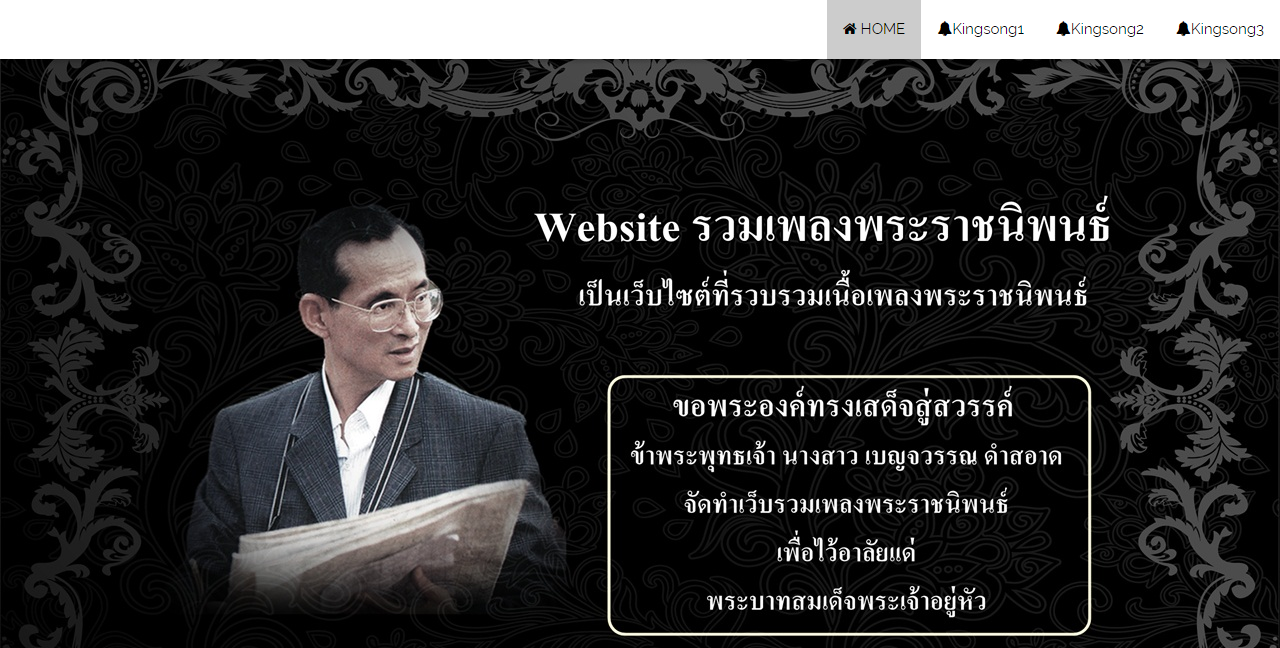 HOME Kingsong1 Kingsong2 Kingsong3
Website รวมเพลงพระราชนิพนธ์
เป็นเว็บไซต์ที่รวบรวมเนื้อเพลงพระราชนิพนธ์
ขอพระองค์ทรงเสด็จสู่สวรรค์
ข้าพระพุทธเจ้า นางสาว เบญจวรรณ ดำสอาด
จัดทำเว็บรวมเพลงพระราชนิพนธ์
เพื่อไว้อาลัยแด่
พระบาทสมเด็จพระเจ้าอยู่หัว